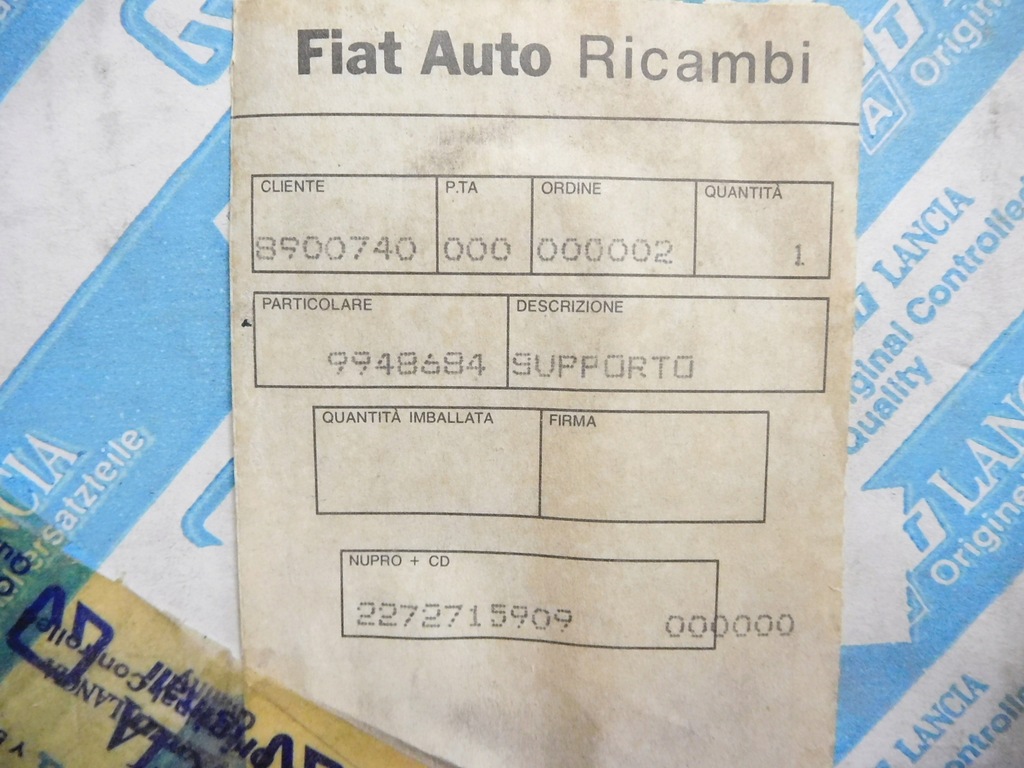 Fiat Auto Ricambi
CLIENTE P.TA ORDINE QUANTITÀ
8900740 000 000002 1
PARTICOLARE DESCRIZIONE
9948684 SUPPORTO
QUANTITÀ IMBALLATA FIRMA
NUPRO + CD
2272715909 000000
LANCIA
Original Controlled
Quality
LANCIA
ersatzteile
LANCIA